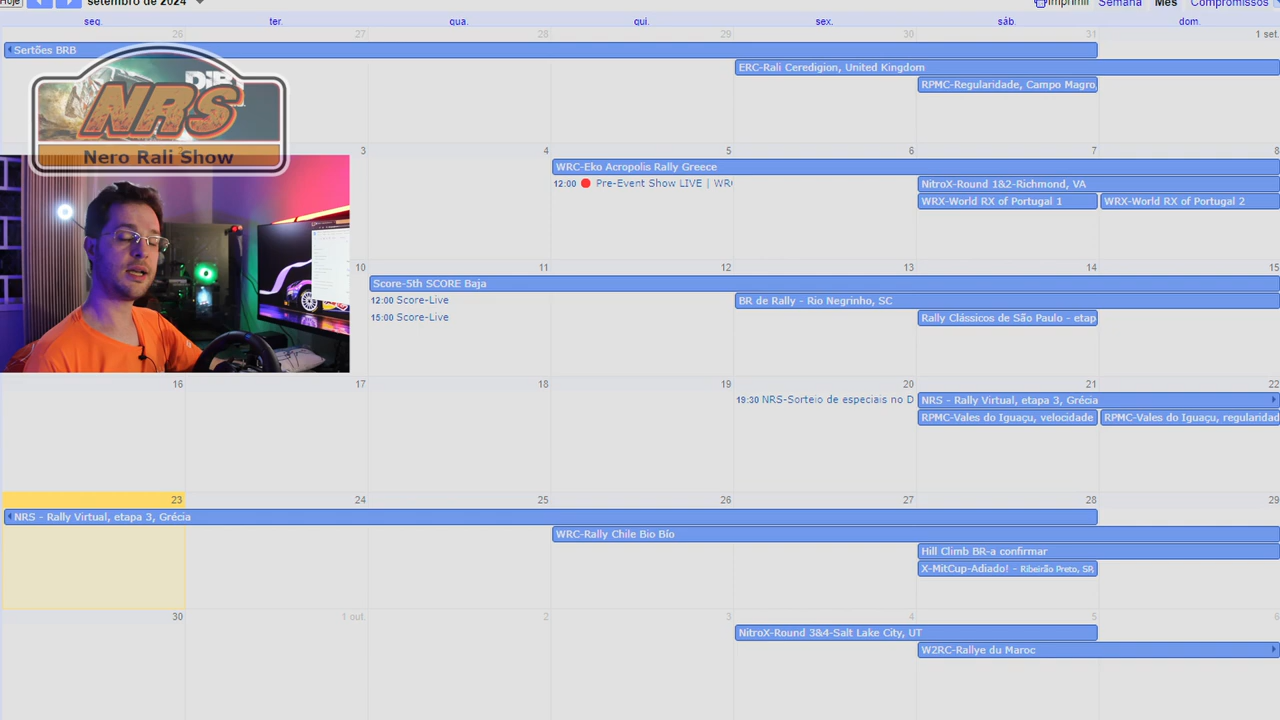 Hoje
setembro de 2024
Imprimir Semana Mês Compromissos
seg. ter. qua. qui. sex. sáb. dom.
26 27 28 29 30 31 1 set.
Sertões BRB
ERC-Rali Ceredigion, United Kingdom
RPMC-Regularidade, Campo Magro,
NRS
Nero Rali Show
2 3 4 5 6 7 8
WRC-Eko Acropolis Rally Greece
12:00 Pre-Event Show LIVE | WRC
NitroX-Round 1&2-Richmond, VA
WRX-World RX of Portugal 1 WRX-World RX of Portugal 2
10 11 12 13 14 15
Score-5th SCORE Baja
12:00 Score-Live
BR de Rally - Rio Negrinho, SC
15:00 Score-Live
Rally Clássicos de São Paulo - etap
16 17 18 19 20 21 22
19:30 NRS-Sorteio de especiais no D
NRS - Rally Virtual, etapa 3, Grécia
RPMC-Vales do Iguaçu, velocidade RPMC-Vales do Iguaçu, regularidad
23 24 25 26 27 28 29
NRS - Rally Virtual, etapa 3, Grécia
WRC-Rally Chile Bio Bío
Hill Climb BR-a confirmar
X-MitCup-Adiado! - Ribeirão Preto, SP,
30 1 out. 2 3 4 5 6
NitroX-Round 3&4-Salt Lake City, UT
W2RC-Rallye du Maroc